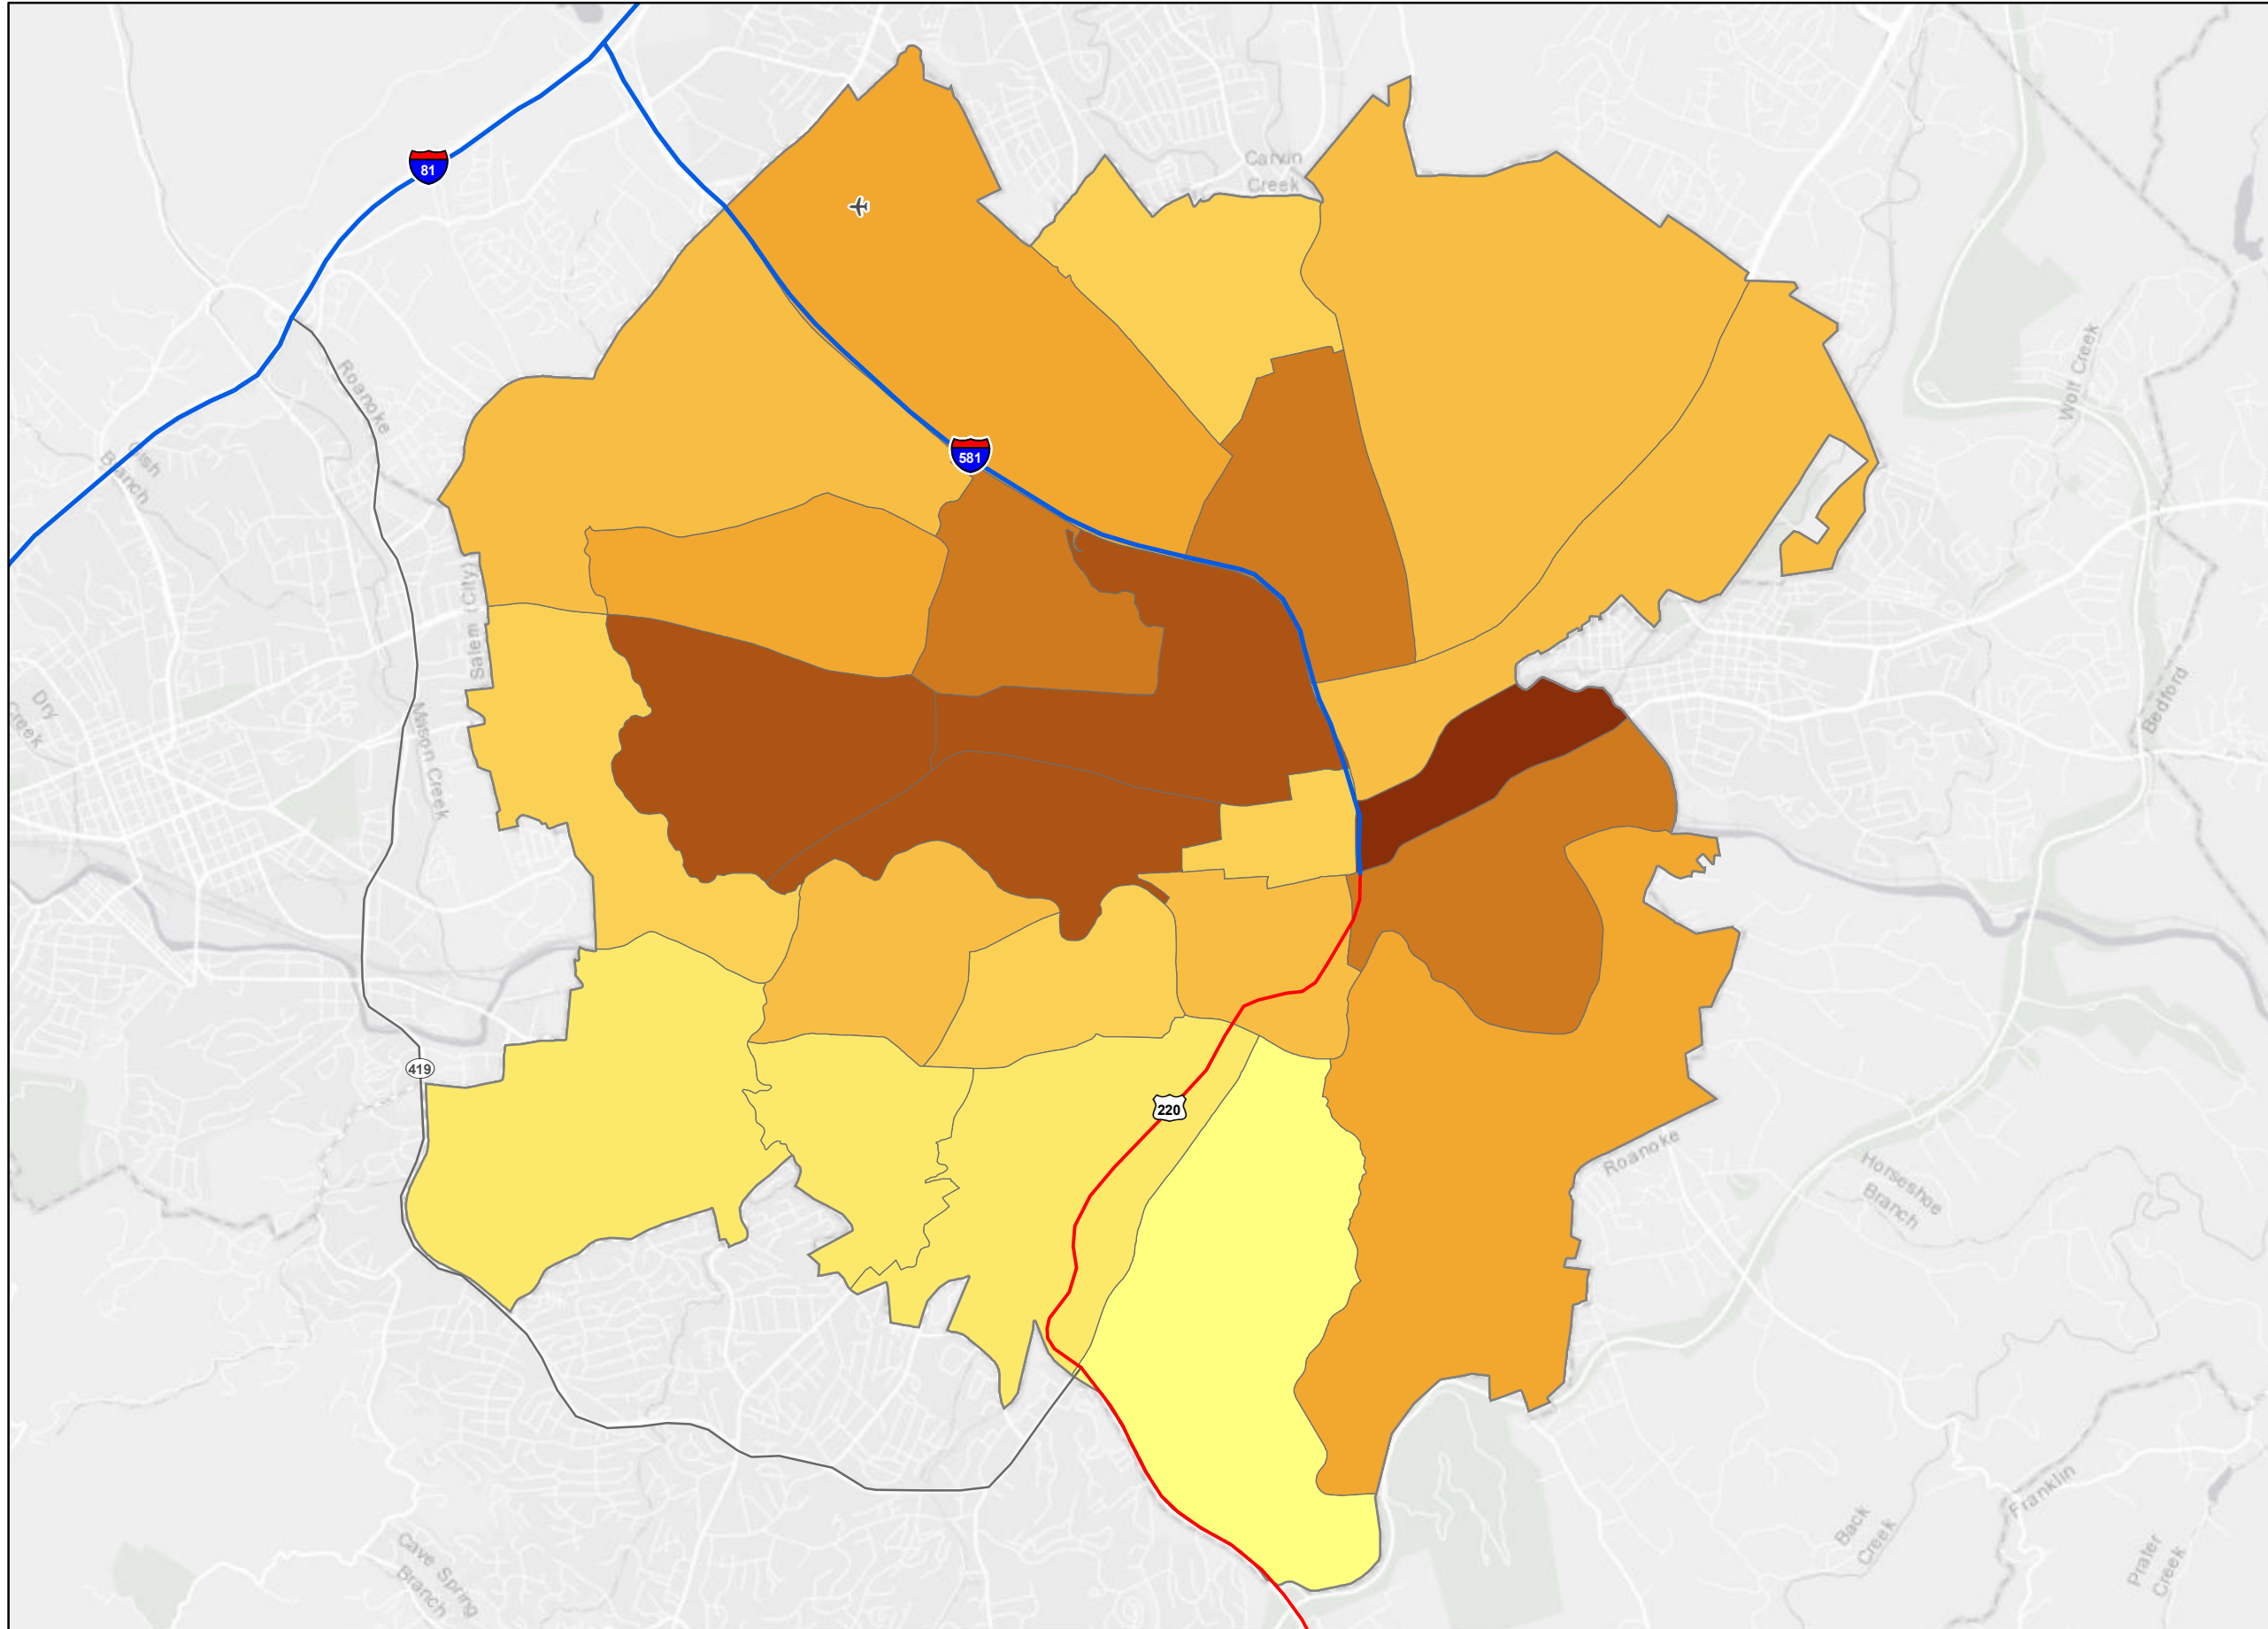 Carvin
Creek
81
Roanoke
Wolf Creek
581
Gish
Branch
Salem (City)
Dry
Creek
Mason Creek
Bedford
419
220
Roanoke
Horseshoe
Branch
Franklin
Back
Creek
Prater
Creek
Cave Spring
Branch